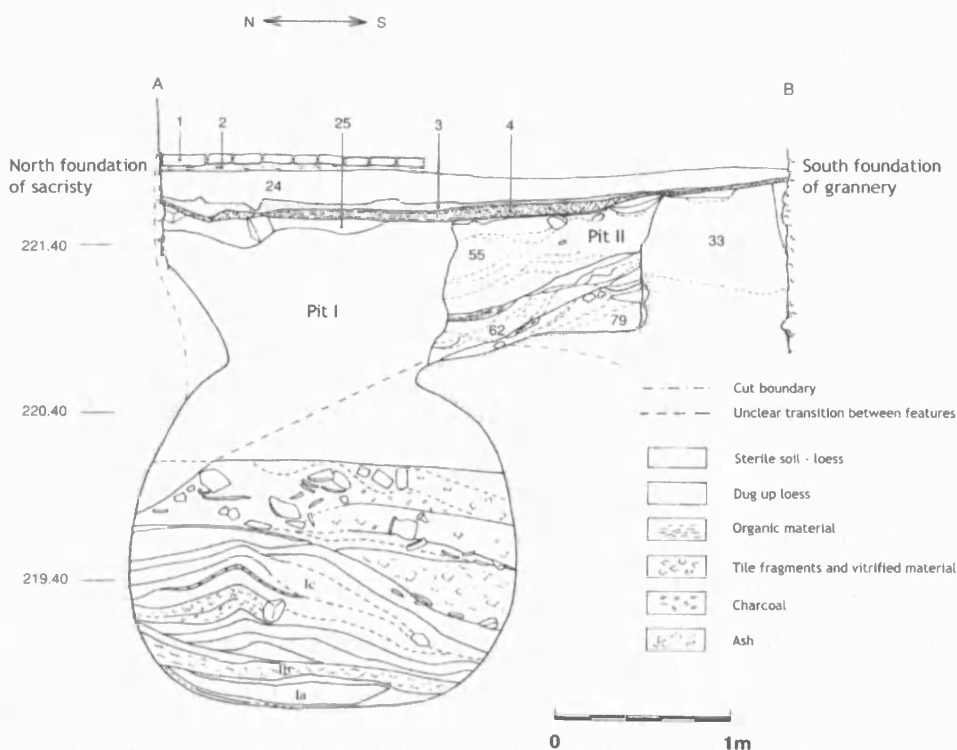 N S
A
B
1 2 25 3 4
North foundation
of sacristy
South foundation
of grannery
24
221.40
Pit II
33
55
Pit I
62
79
220.40
Cut boundary
Unclear transition between features
Sterile soil - loess
Dug up loess
Organic material
219.40
Tile fragments and vitrified material
Ic
Charcoal
Ash
Ib
Ia
0 1m